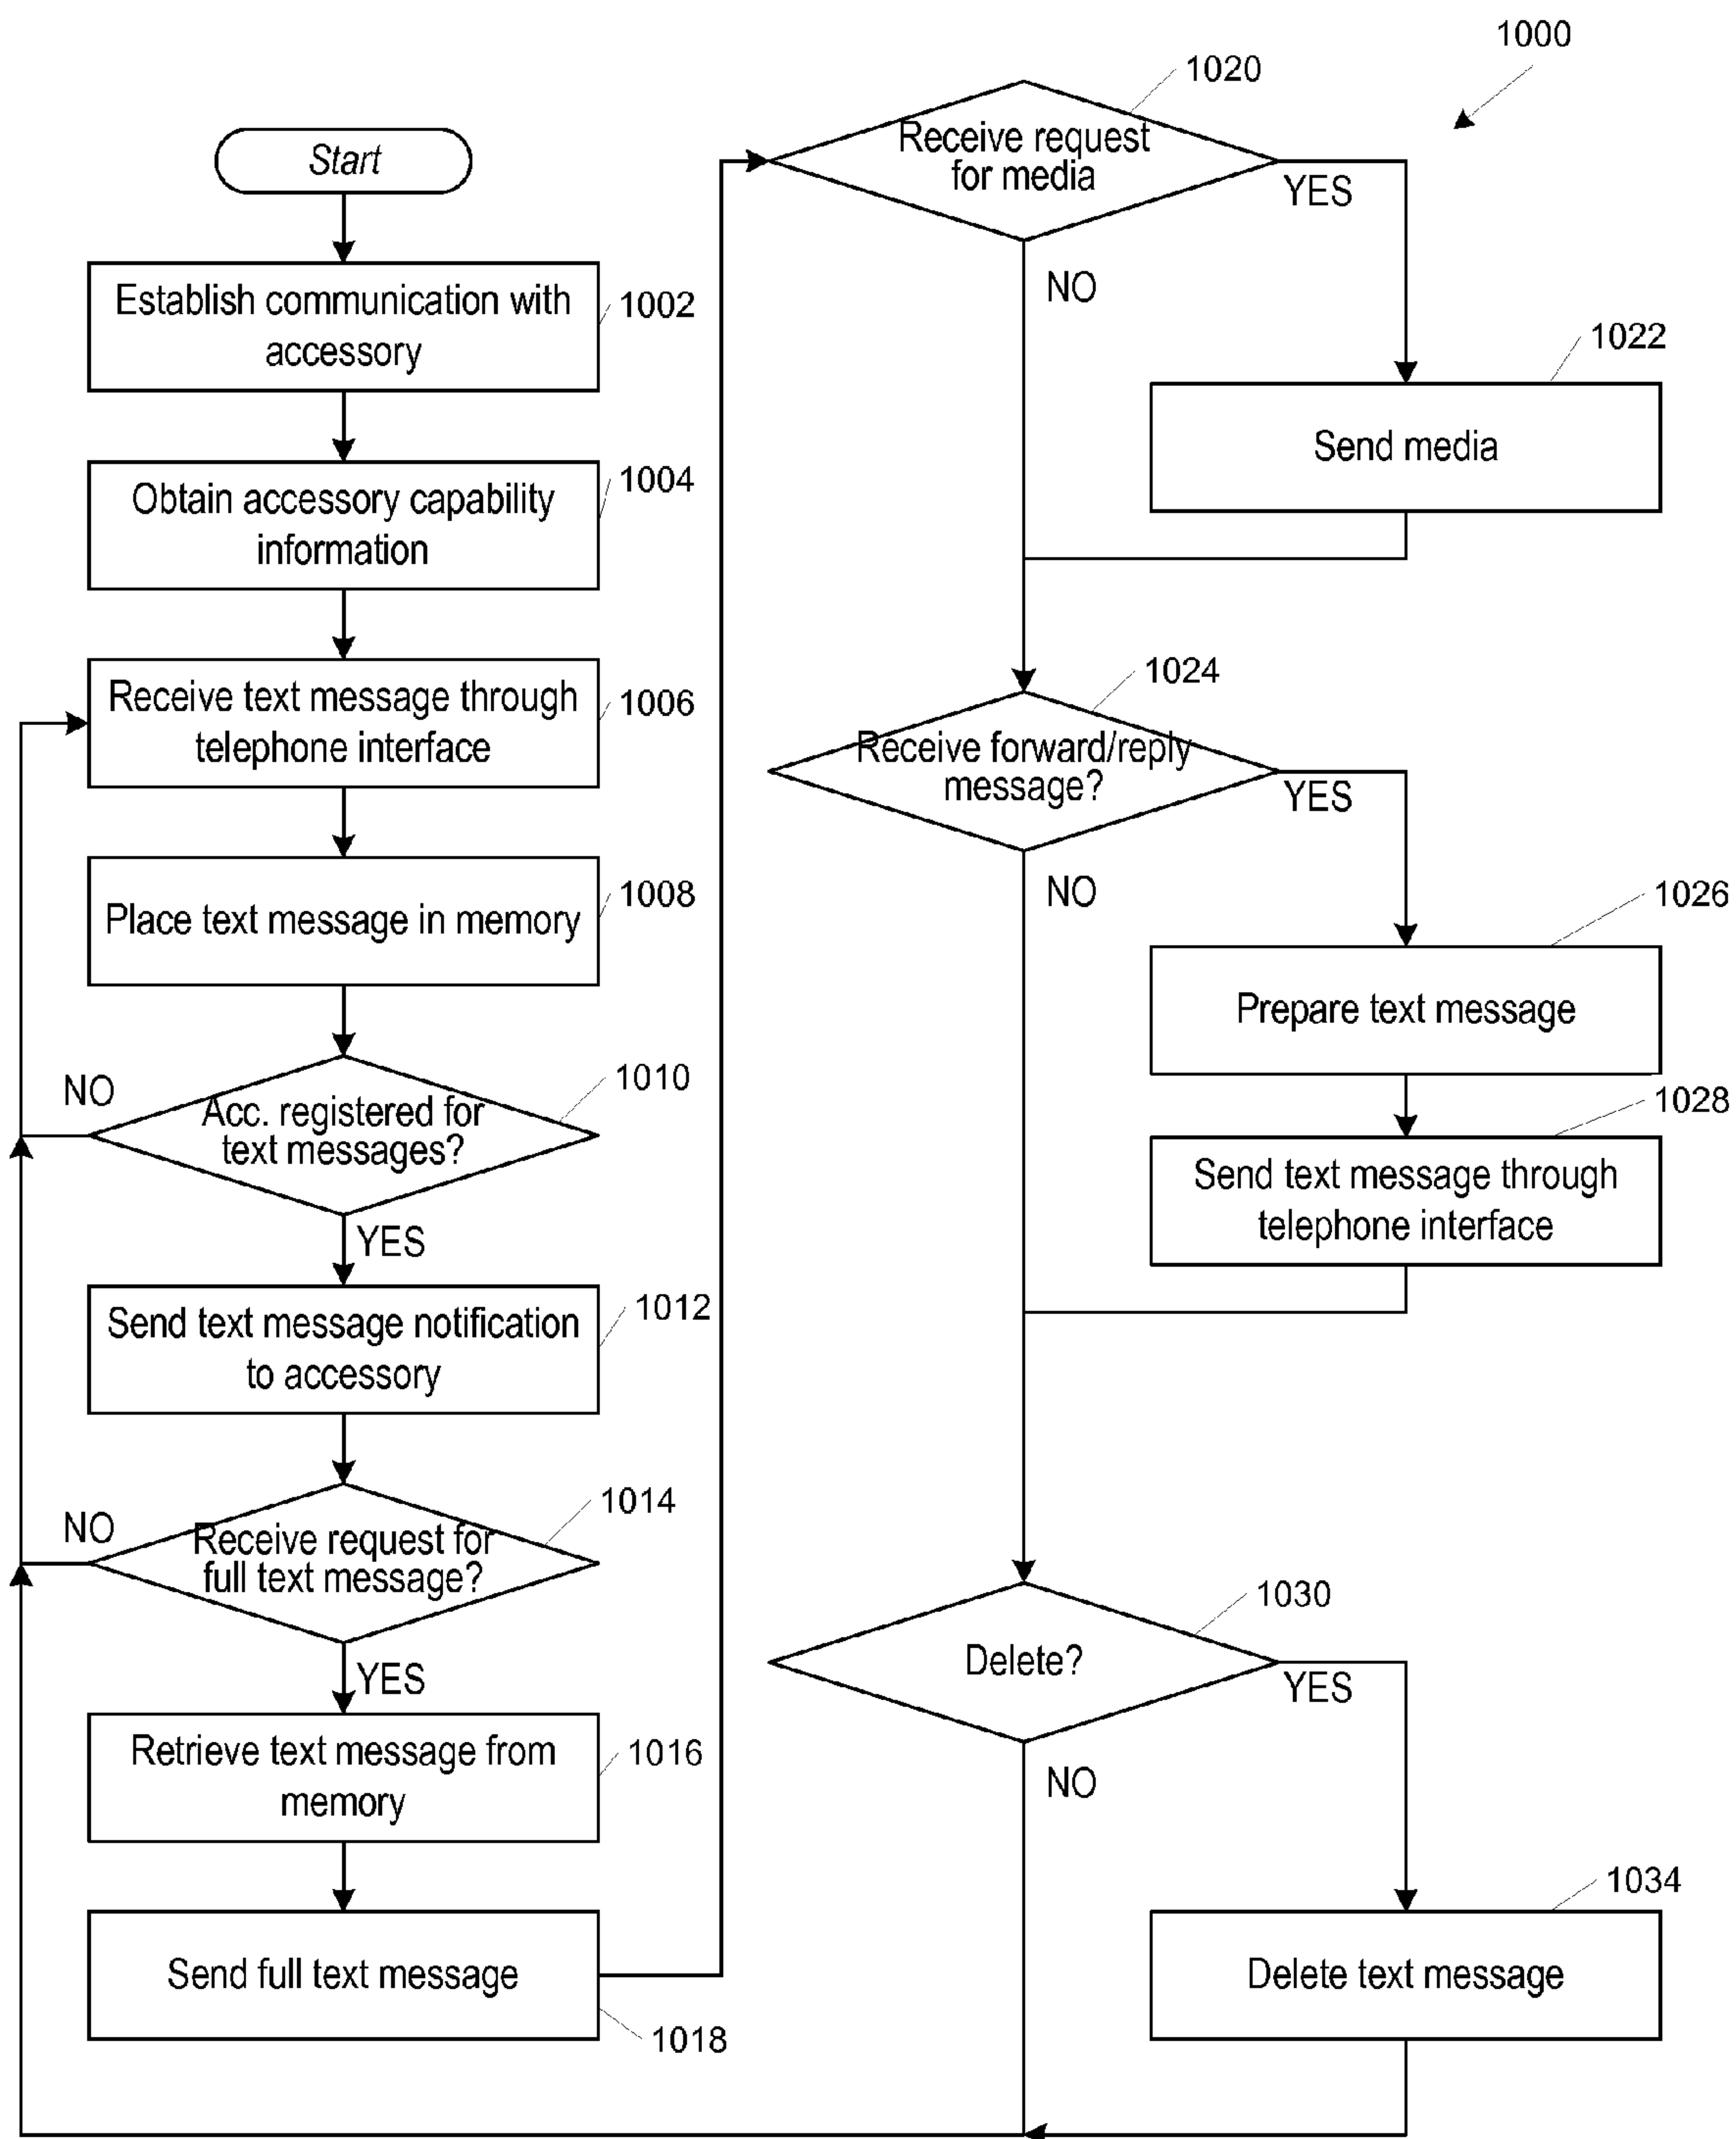 1000
Start
Establish communication with
accessory
1002
Obtain accessory capability
information
1004
Receive text message through
telephone interface
1006
Place text message in memory
1008
Acc. registered for
text messages?
1010
NO
YES
Send text message notification
to accessory
1012
Receive request for
full text message?
1014
NO
YES
Retrieve text message from
memory
1016
Send full text message
1018
Receive request
for media
1020
YES
NO
Send media
1022
Receive forward/reply
message?
1024
YES
NO
Prepare text message
1026
Send text message through
telephone interface
1028
Delete?
1030
YES
NO
Delete text message
1034